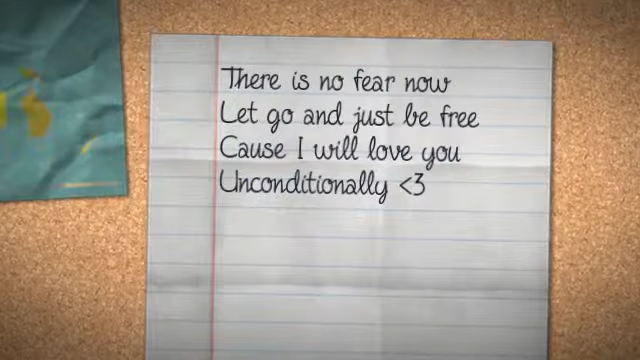 There is no fear now
Let go and just be free
Cause I will love you
Unconditionally <3